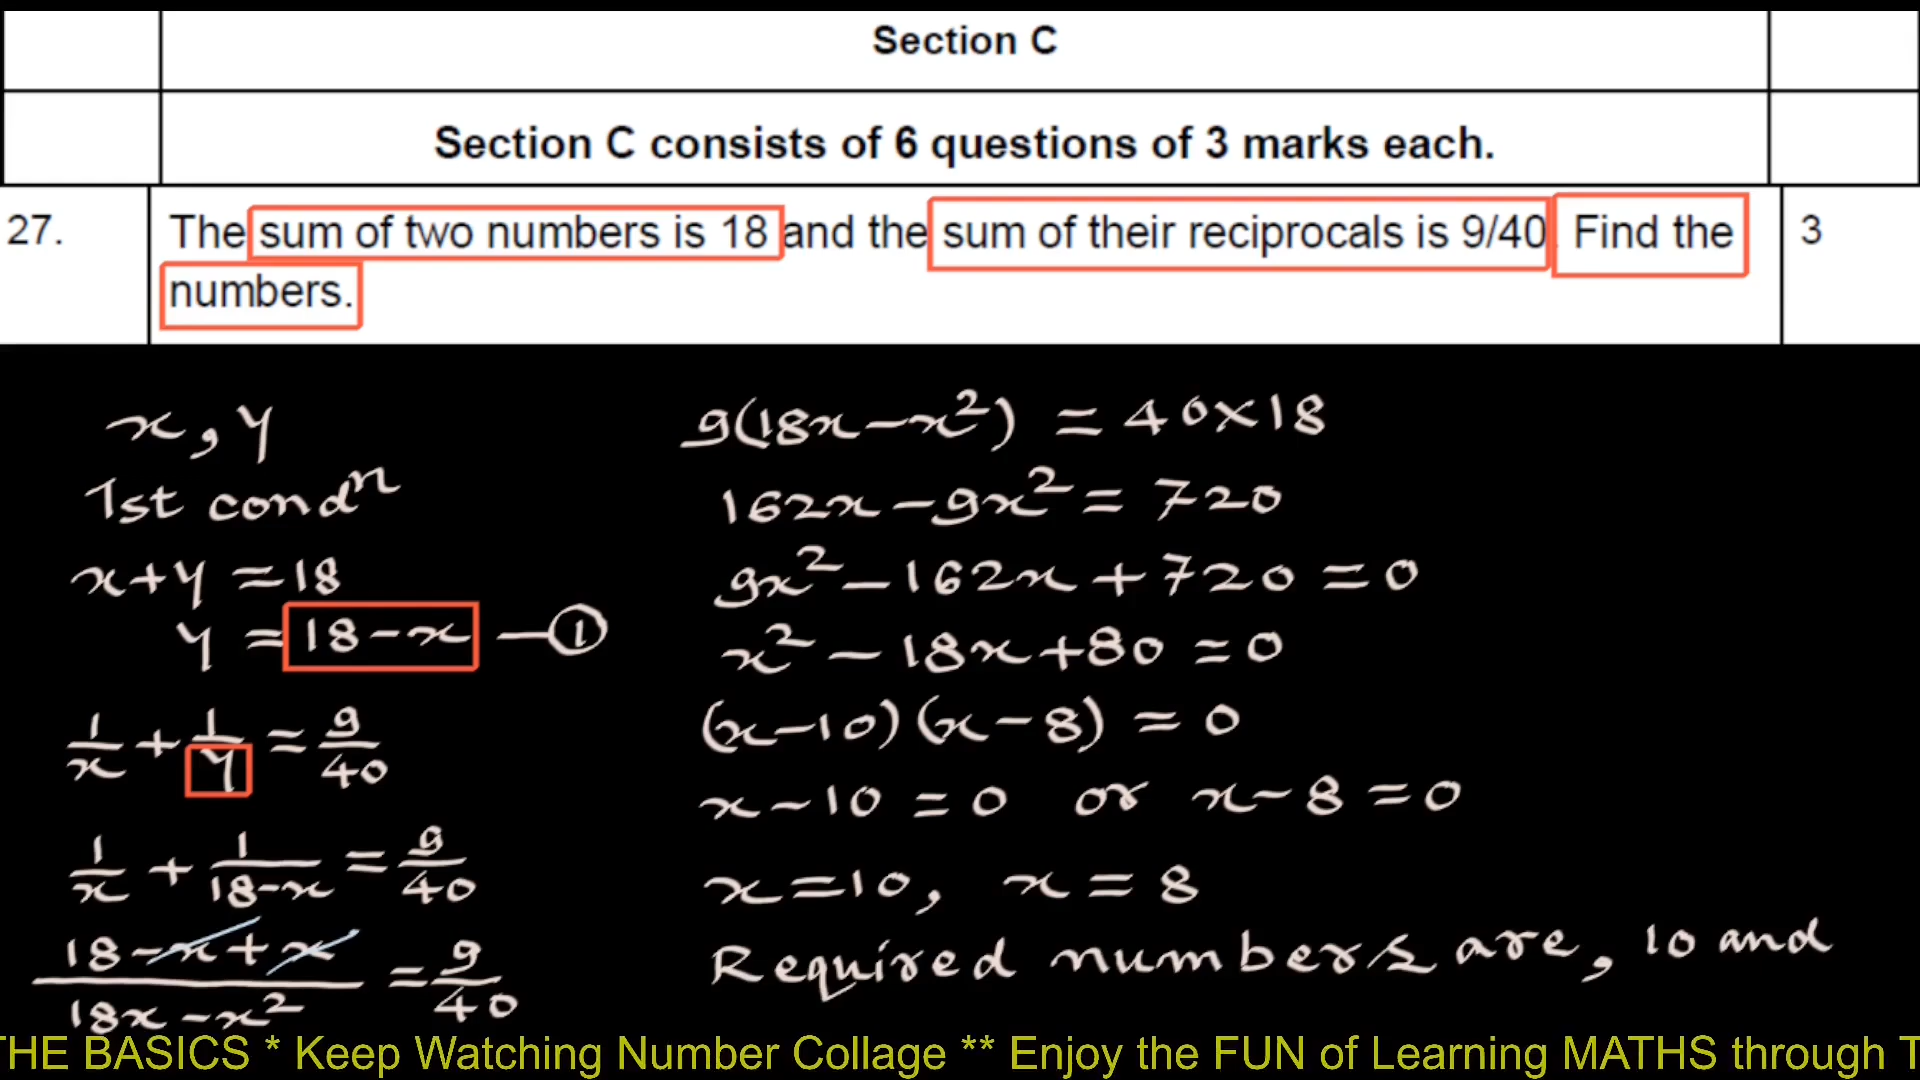 Section C
Section C consists of 6 questions of 3 marks each.
27. The sum of two numbers is 18 and the sum of their reciprocals is 9/40. Find the 3
numbers.
x, y
Ist condⁿ
x+y =18
y = 18-x —①
1/x + 1/y = 9/40
1/x + 1/(18-x) = 9/40
(18-x+x)/(18x-x²) = 9/40
9(18x-x²) = 40×18
162x-9x² = 720
9x²-162x+720 = 0
x²-18x+80 = 0
(x-10)(x-8) = 0
x-10 = 0 or x-8 = 0
x=10, x = 8
Required numbers are, 10 and
THE BASICS * Keep Watching Number Collage ** Enjoy the FUN of Learning MATHS through T